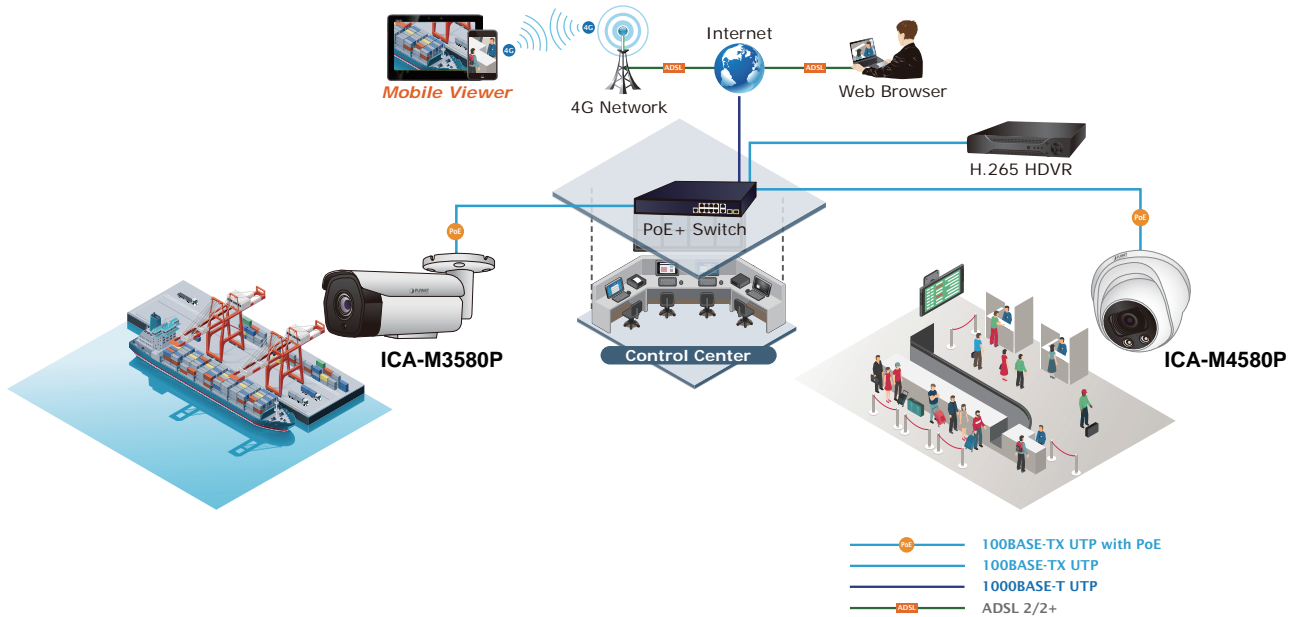 4G
4G
Internet
ADSL
ADSL
Mobile Viewer
4G Network
Web Browser
H.265 HDVR
PoE
PoE
PoE+ Switch
PLANET
PLANET
Control Center
ICA-M3580P
ICA-M4580P
PoE
100BASE-TX UTP with PoE
100BASE-TX UTP
1000BASE-T UTP
ADSL
ADSL 2/2+